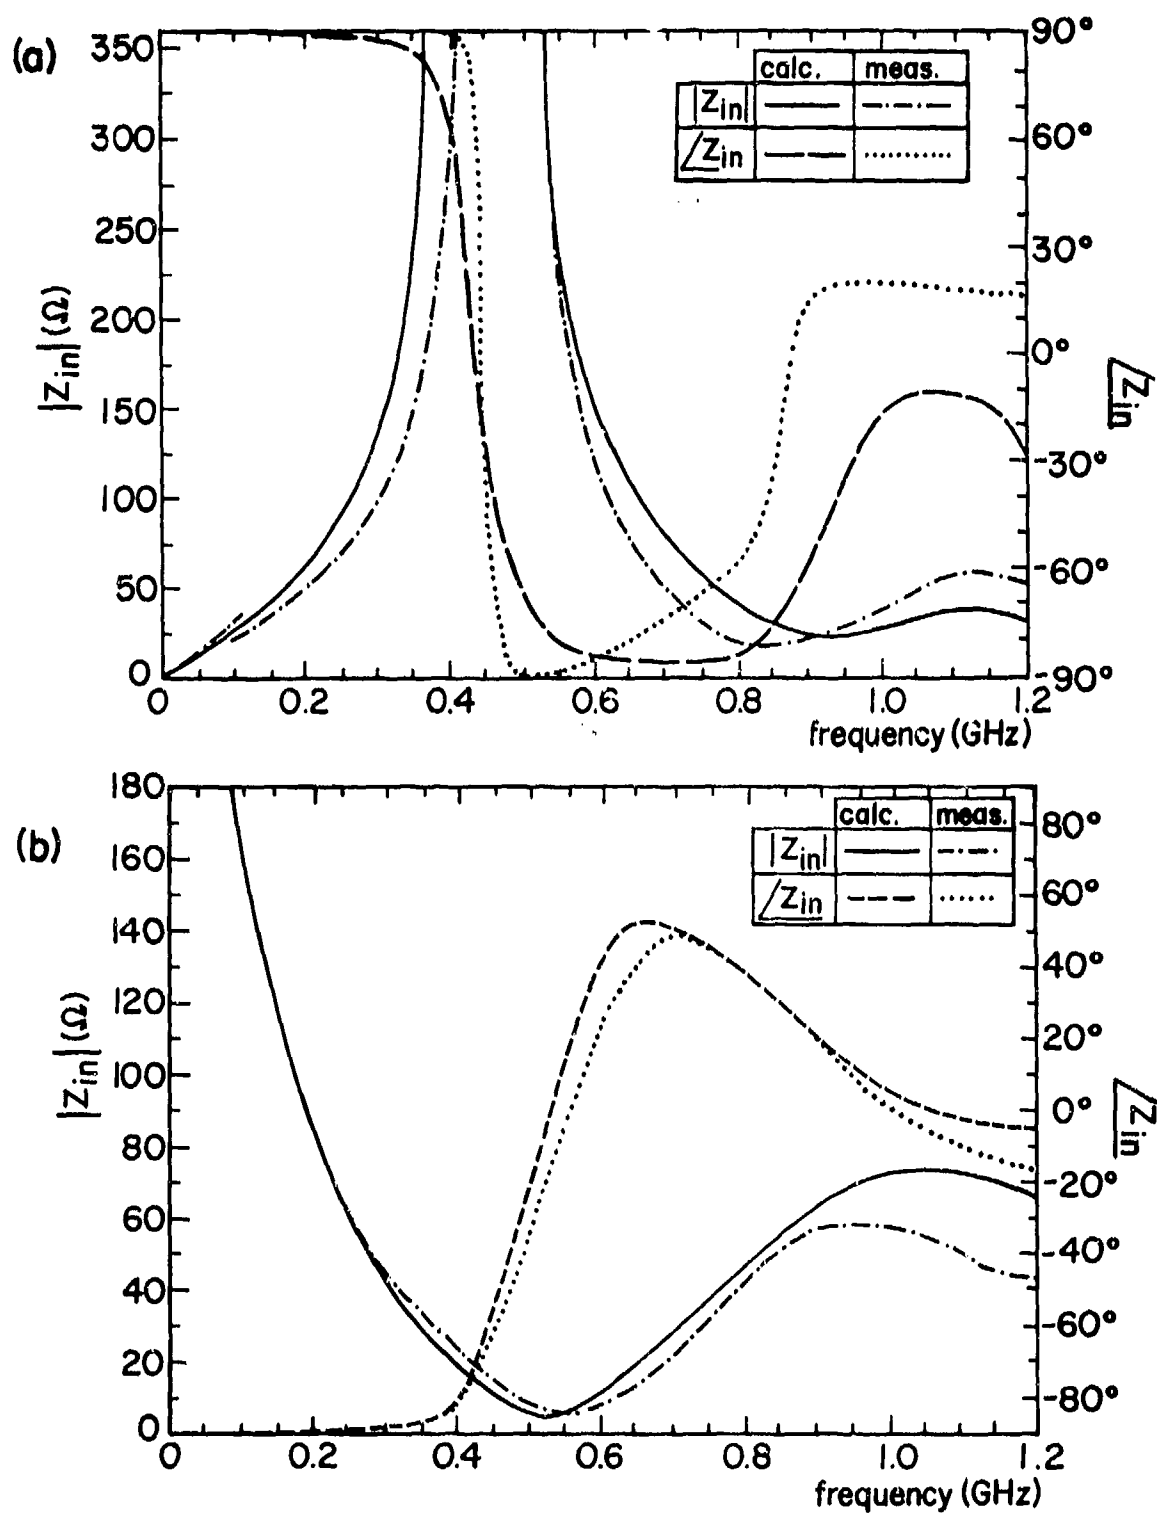 (a)
350
300
250
200
150
100
50
0
|Zin| (Ω)
90°
60°
30°
0°
-30°
-60°
-90°
∠Zin
calc. meas.
|Zin|
∠Zin
0 0.2 0.4 0.6 0.8 1.0 1.2
frequency (GHz)
(b)
180
160
140
120
100
80
60
40
20
0
|Zin| (Ω)
80°
60°
40°
20°
0°
-20°
-40°
-60°
-80°
∠Zin
calc. meas.
|Zin|
∠Zin
0 0.2 0.4 0.6 0.8 1.0 1.2
frequency (GHz)